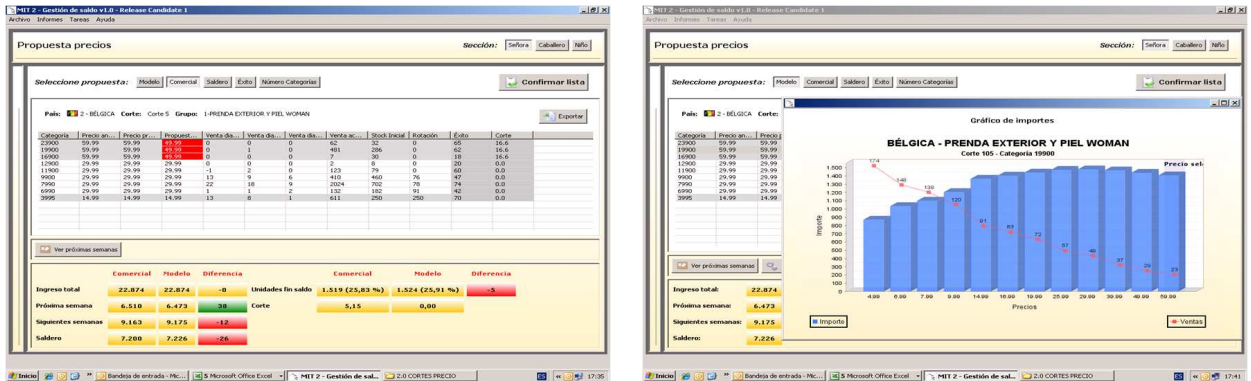 MIT 2 - Gestión de saldo v1.0 - Release Candidate 1
Archivo Informes Tareas Ayuda
Propuesta precios
Sección: Señora Caballero Niño
Seleccione propuesta: Modelo Comercial Saldero Éxito Número Categorías
Confirmar lista
País: 2 - BÉLGICA Corte: Corte 5 Grupo: 1-PRENDA EXTERIOR Y PIEL WOMAN
Exportar
Categoría Precio an... Precio pr... Propuest... Venta dia... Venta dia... Venta dia... Venta ac... Stock Inicial Rotación Éxito Corte
23900 59.99 59.99 49.99 0 0 0 62 32 0 65 16.6
19900 59.99 59.99 49.99 0 1 0 481 286 0 62 16.6
16900 59.99 59.99 49.99 0 0 0 7 30 0 18 16.6
12900 29.99 29.99 29.99 0 0 0 2 8 0 20 0.0
11900 29.99 29.99 29.99 -1 2 0 123 79 0 60 0.0
9900 29.99 29.99 29.99 13 9 6 410 460 76 47 0.0
7990 29.99 29.99 29.99 22 18 9 2024 702 78 74 0.0
6990 29.99 29.99 29.99 1 1 2 132 182 91 42 0.0
3995 14.99 14.99 14.99 13 8 1 611 250 250 70 0.0
Ver próximas semanas
Comercial Modelo Diferencia Comercial Modelo Diferencia
Ingreso total 22.874 22.874 -0 Unidades fin saldo 1.519 (25,83 %) 1.524 (25,91 %) -5
Próxima semana 6.510 6.473 38 Corte 5,15 0,00
Siguientes semanas 9.163 9.175 -12
Saldero 7.200 7.226 -26
Inicio Bandeja de entrada - Mic... 5 Microsoft Office Excel MIT 2 - Gestión de sal... 2.0 CORTES PRECIO ES 17:35
MIT 2 - Gestión de saldo v1.0 - Release Candidate 1
Archivo Informes Tareas Ayuda
Propuesta precios
Sección: Señora Caballero Niño
Seleccione propuesta: Modelo Comercial Saldero Éxito Número Categorías
Confirmar lista
País: 2 - BÉLGICA Corte:
Categoría Precio an... Precio p
23900 59.99 59.99
19900 59.99 59.99
16900 59.99 59.99
12900 29.99 29.99
11900 29.99 29.99
9900 29.99 29.99
7990 29.99 29.99
6990 29.99 29.99
3995 14.99 14.99
Ver próximas semanas
Ingreso total: 22.874
Próxima semana: 6.473
Siguientes semanas: 9.175
Saldero: 7.226
Gráfico de importes
BÉLGICA - PRENDA EXTERIOR Y PIEL WOMAN
Corte 105 - Categoría 19900
Precio sel
1.500
1.400
1.300
1.200
1.100
1.000
900
800
700
600
500
400
300
200
100
0
Importe
174 148 136 120 81 72 57 37 23
4.99 6.99 7.99 9.99 14.99 19.99 25.99 29.99 39.99 49.99 59.99
Precios
Importe Ventas
Inicio Bandeja de entrada - Mic... 5 Microsoft Office Excel MIT 2 - Gestión de sal... 2.0 CORTES PRECIO ES 17:41